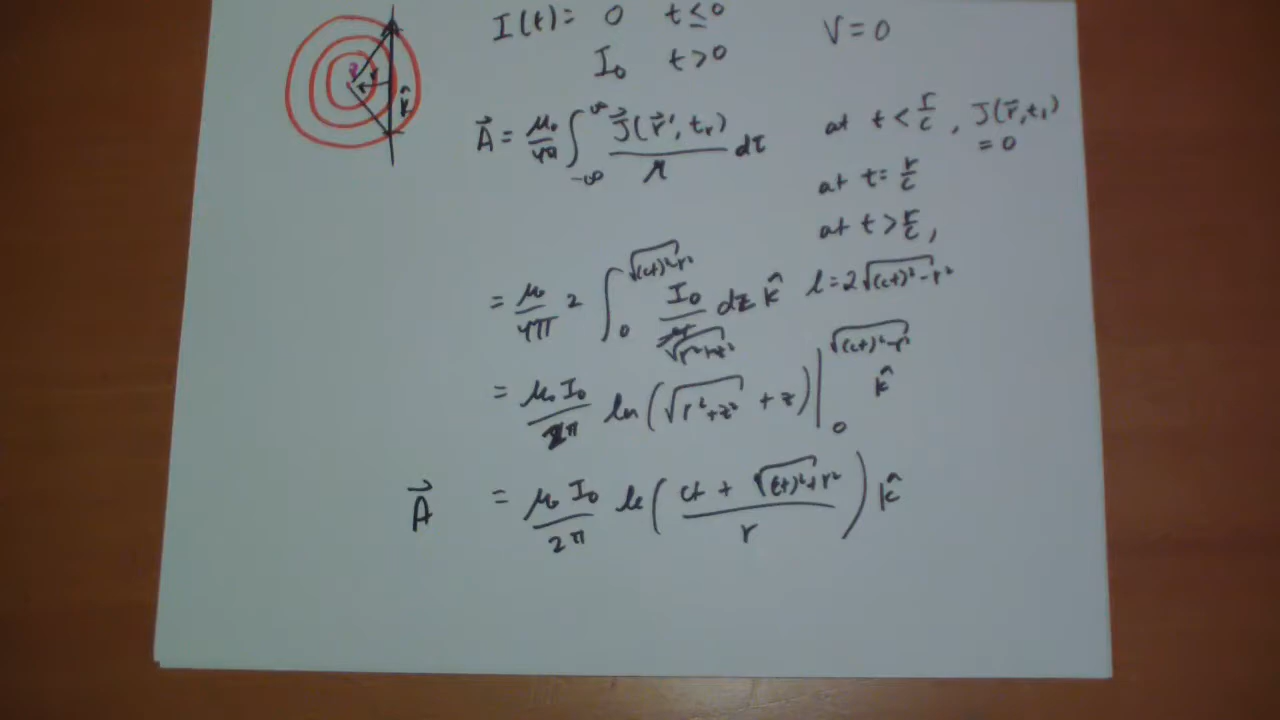 I(t) = 0 t ≤ 0
I₀ t > 0
V = 0
k̂
A⃗ = μ₀/4π ∫_{-∞}^{∞} J⃗(r⃗', tᵣ)/𝓇 dτ
at t < r/c, J(r⃗, tᵣ) = 0
at t = r/c
at t > r/c,
= μ₀/4π 2 ∫₀^{√((ct)²-r²)} I₀/√(r²+z²) dz k̂ l = 2√((ct)²-r²)
= μ₀I₀/2π ln(√(r²+z²) + z)|₀^{√((ct)²-r²)} k̂
A⃗ = μ₀I₀/2π ln((ct + √((ct)²+r²))/r) k̂